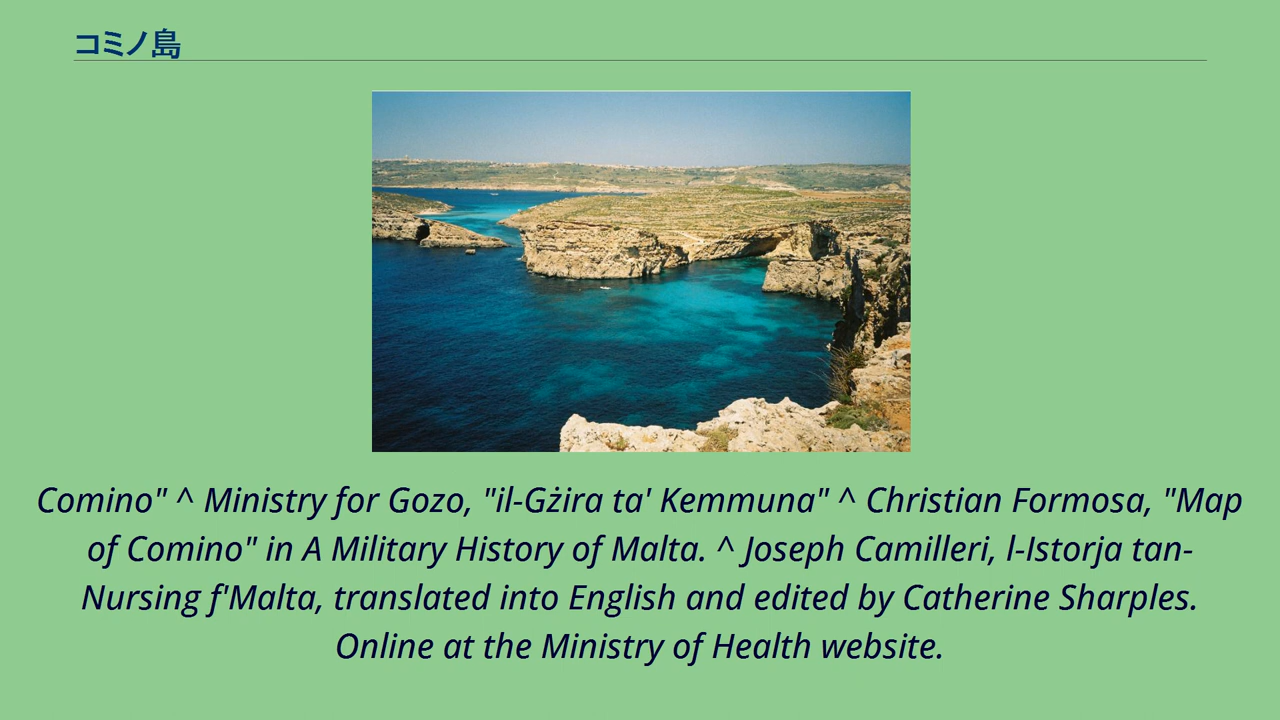 コミノ島
Comino" ^ Ministry for Gozo, "il-Gżira ta' Kemmuna" ^ Christian Formosa, "Map
of Comino" in A Military History of Malta. ^ Joseph Camilleri, l-Istorja tan-
Nursing f'Malta, translated into English and edited by Catherine Sharples.
Online at the Ministry of Health website.